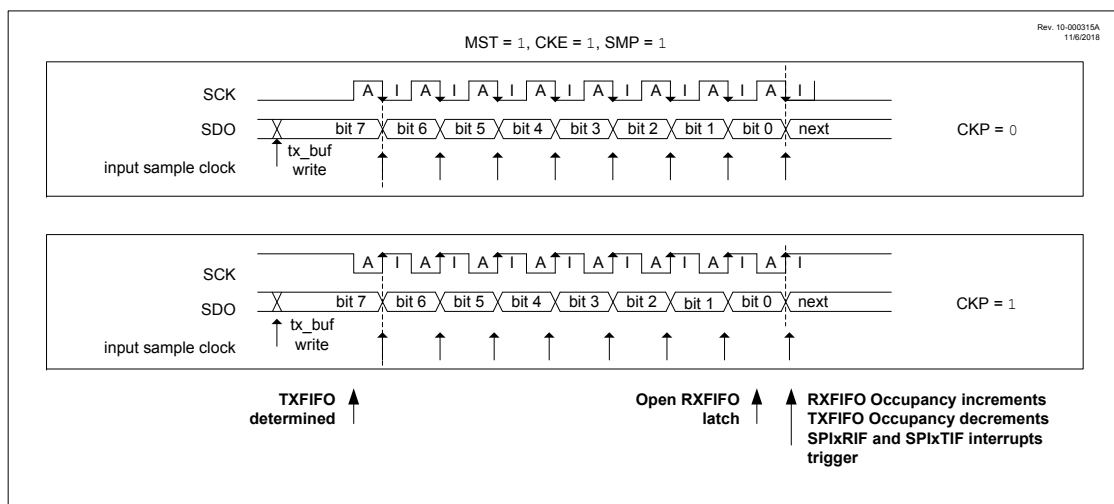 Rev. 10-000315A
11/6/2018
MST = 1, CKE = 1, SMP = 1
SCK A I A I A I A I A I A I A I A I
SDO bit 7 bit 6 bit 5 bit 4 bit 3 bit 2 bit 1 bit 0 next CKP = 0
tx_buf
write
input sample clock
SCK A I A I A I A I A I A I A I A I
SDO bit 7 bit 6 bit 5 bit 4 bit 3 bit 2 bit 1 bit 0 next CKP = 1
tx_buf
write
input sample clock
TXFIFO
determined
Open RXFIFO
latch
RXFIFO Occupancy increments
TXFIFO Occupancy decrements
SPIxRIF and SPIxTIF interrupts
trigger